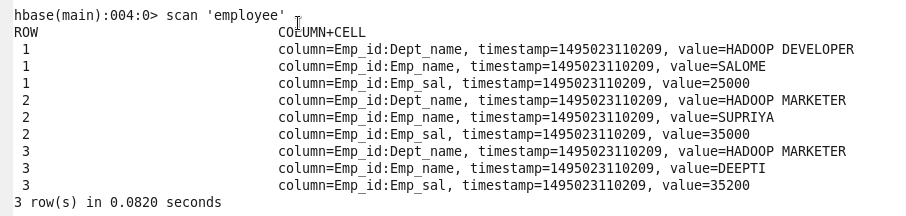 hbase(main):004:0> scan 'employee'
ROW COLUMN+CELL
1 column=Emp_id:Dept_name, timestamp=1495023110209, value=HADOOP DEVELOPER
1 column=Emp_id:Emp_name, timestamp=1495023110209, value=SALOME
1 column=Emp_id:Emp_sal, timestamp=1495023110209, value=25000
2 column=Emp_id:Dept_name, timestamp=1495023110209, value=HADOOP MARKETER
2 column=Emp_id:Emp_name, timestamp=1495023110209, value=SUPRIYA
2 column=Emp_id:Emp_sal, timestamp=1495023110209, value=35000
3 column=Emp_id:Dept_name, timestamp=1495023110209, value=HADOOP MARKETER
3 column=Emp_id:Emp_name, timestamp=1495023110209, value=DEEPTI
3 column=Emp_id:Emp_sal, timestamp=1495023110209, value=35200
3 row(s) in 0.0820 seconds